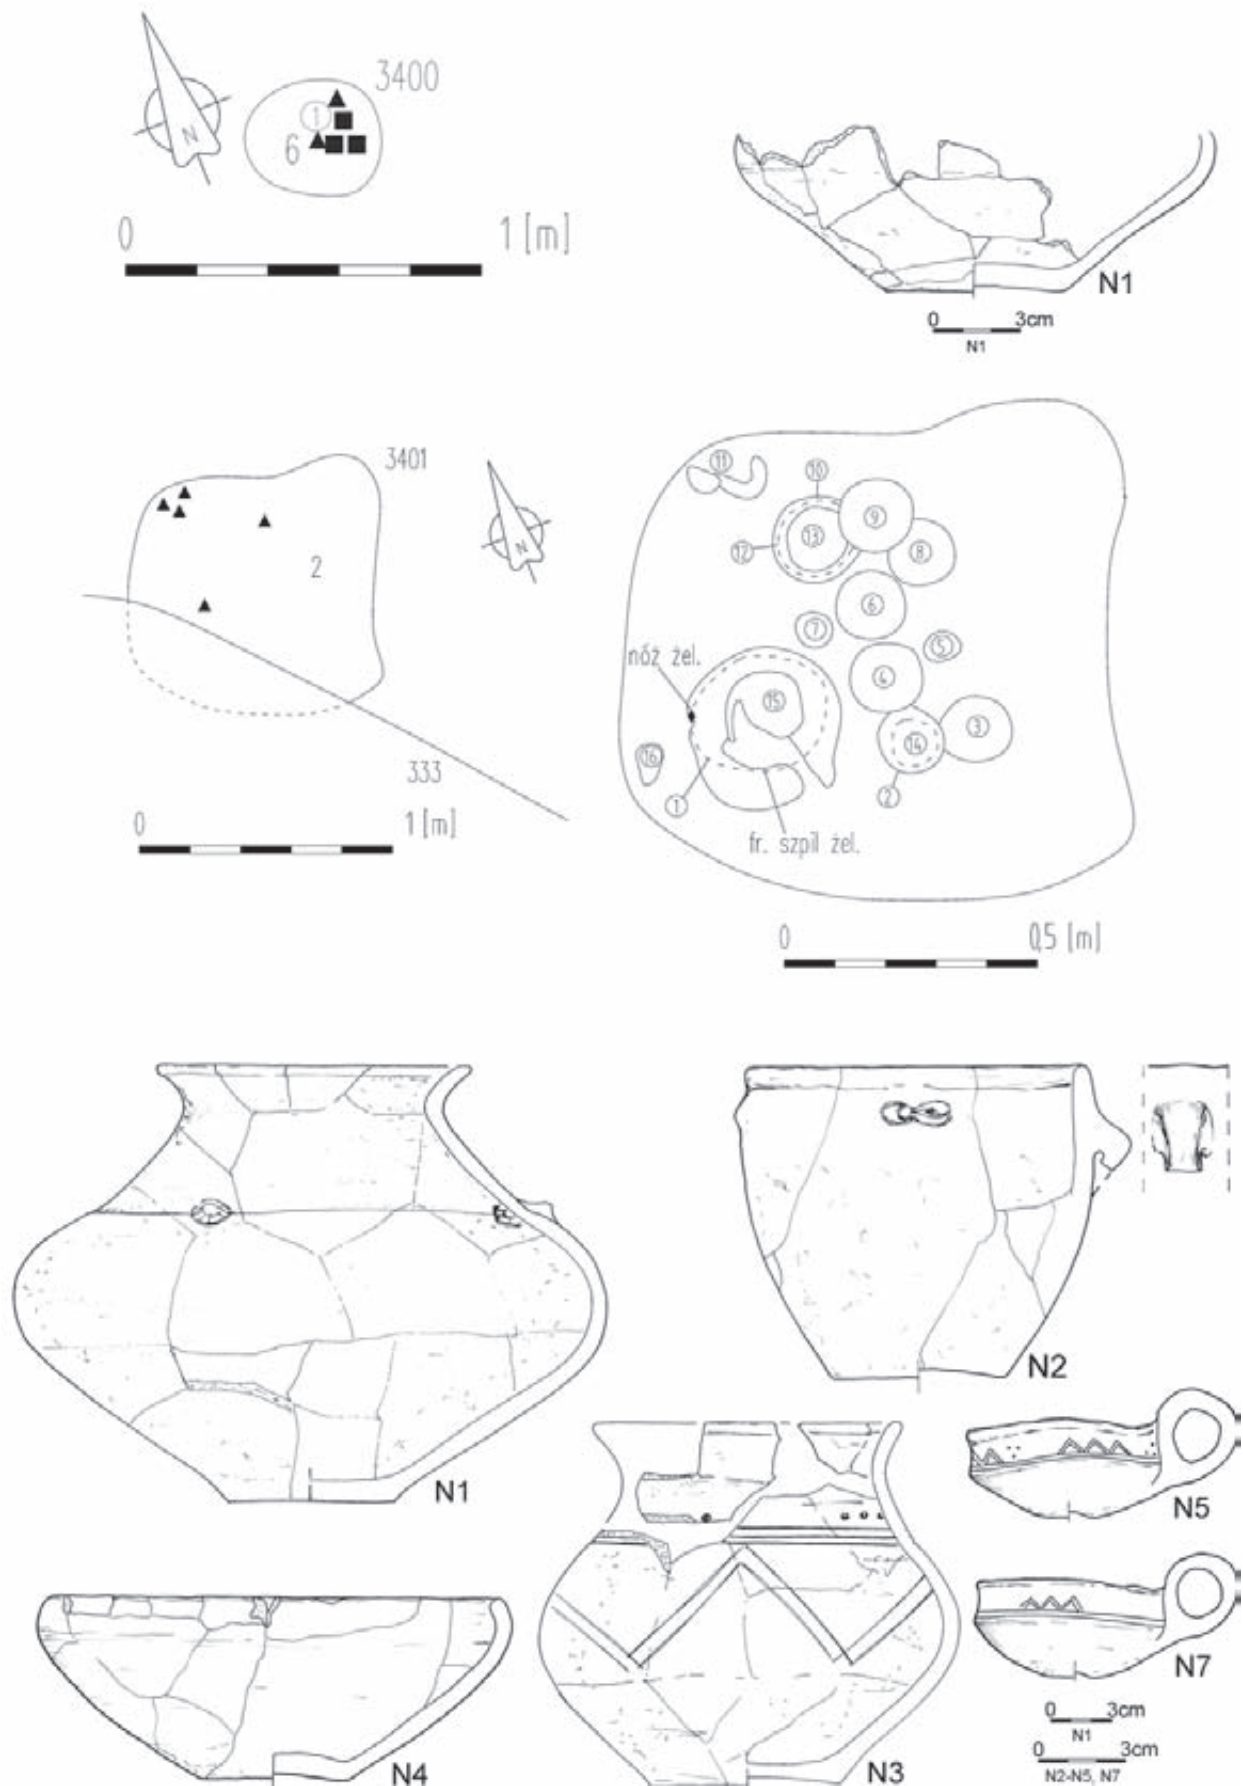 3400
N
1
6
0 1 [m]
N1
0 3cm
N1
3401
N
2
333
0 1 [m]
11
10
9
13
12
8
6
7
5
nóż żel.
4
15
3
14
16
1
2
fr. szpil żel.
0 0,5 [m]
N1
N2
N5
N7
N4
N3
0 3cm
N1
0 3cm
N2-N5, N7